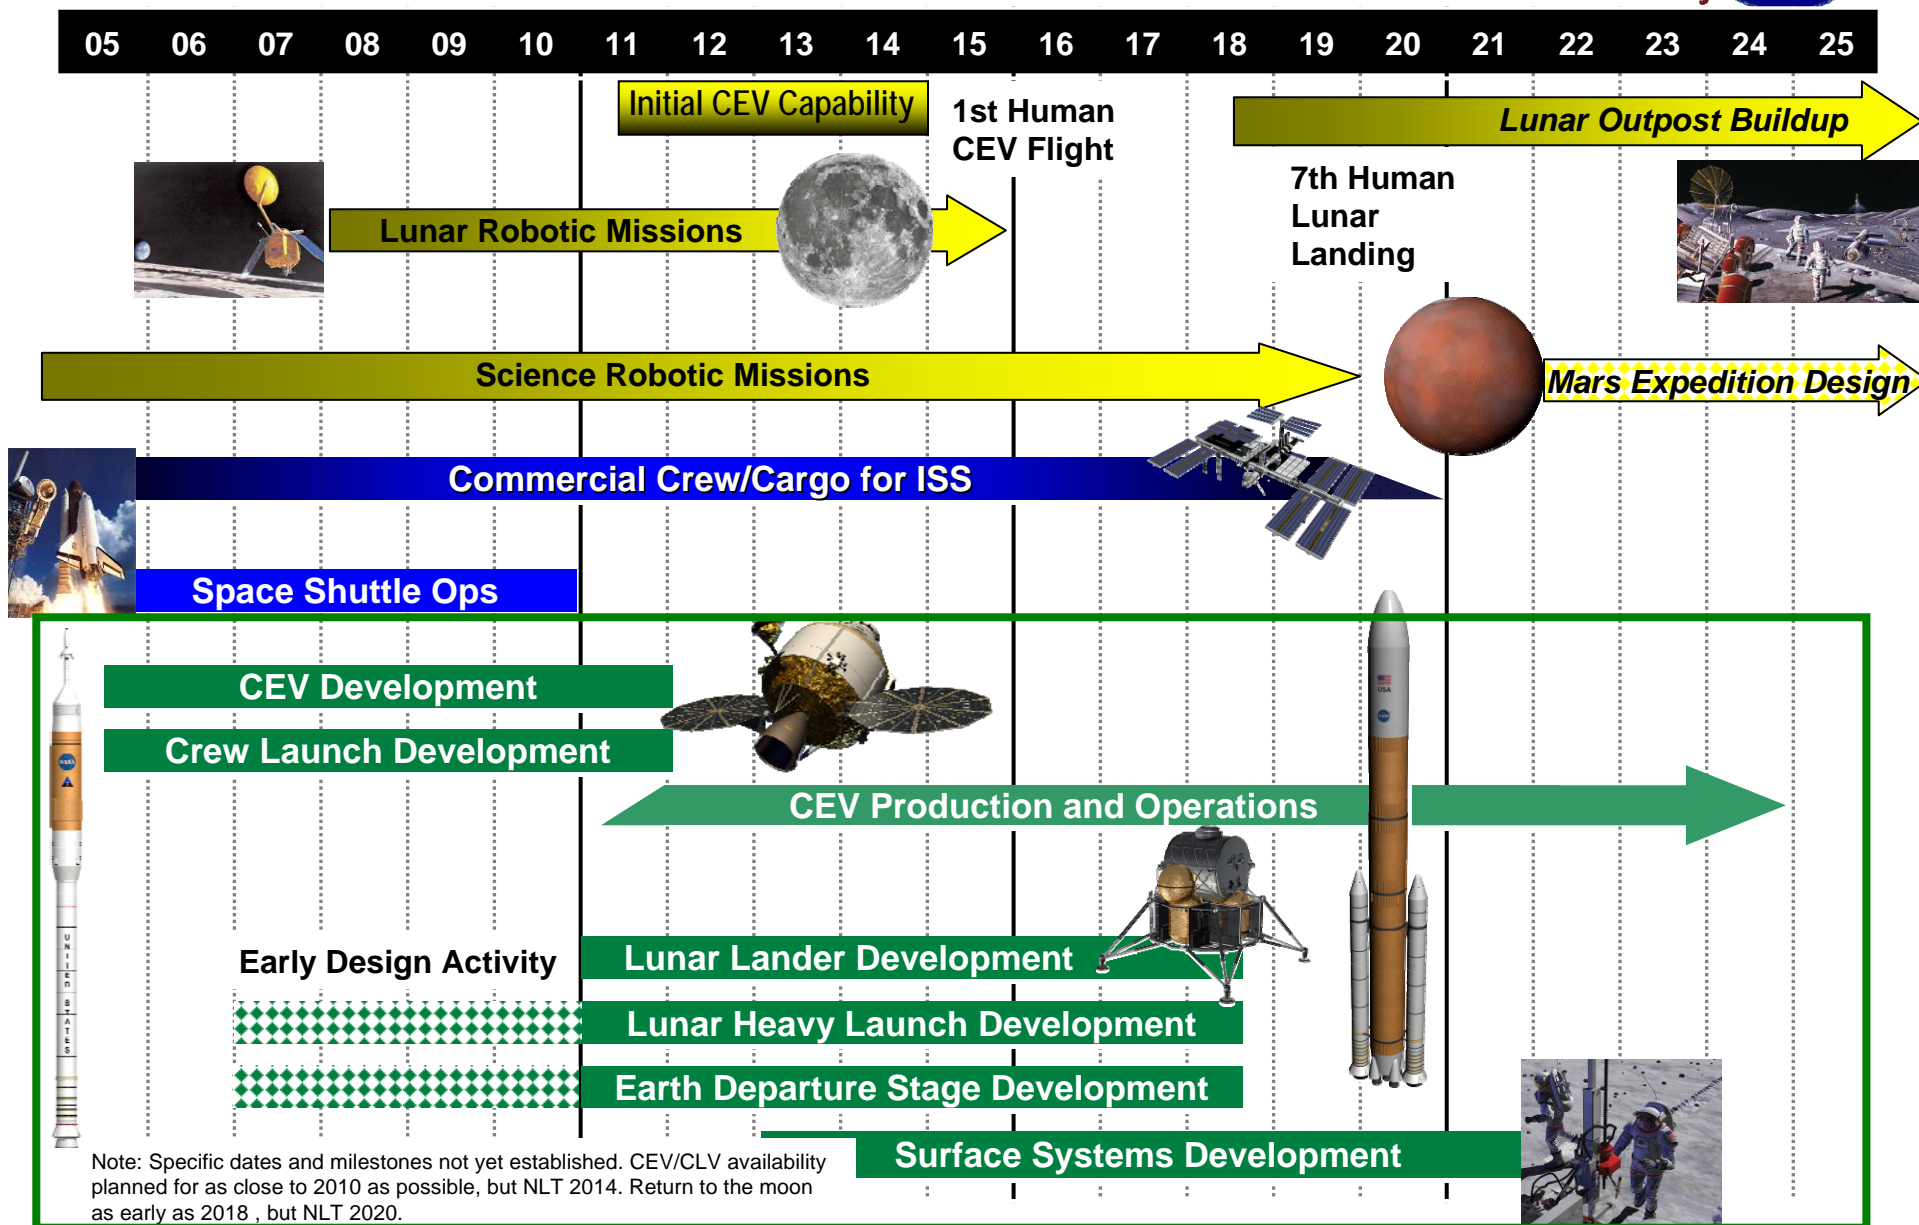 05 06 07 08 09 10 11 12 13 14 15 16 17 18 19 20 21 22 23 24 25
Initial CEV Capability
1st Human
CEV Flight
Lunar Outpost Buildup
7th Human
Lunar
Landing
Lunar Robotic Missions
Science Robotic Missions
Mars Expedition Design
Commercial Crew/Cargo for ISS
Space Shuttle Ops
CEV Development
Crew Launch Development
USA
CEV Production and Operations
UNITED STATES
Early Design Activity
Lunar Lander Development
Lunar Heavy Launch Development
Earth Departure Stage Development
Surface Systems Development
Note: Specific dates and milestones not yet established. CEV/CLV availability
planned for as close to 2010 as possible, but NLT 2014. Return to the moon
as early as 2018 , but NLT 2020.